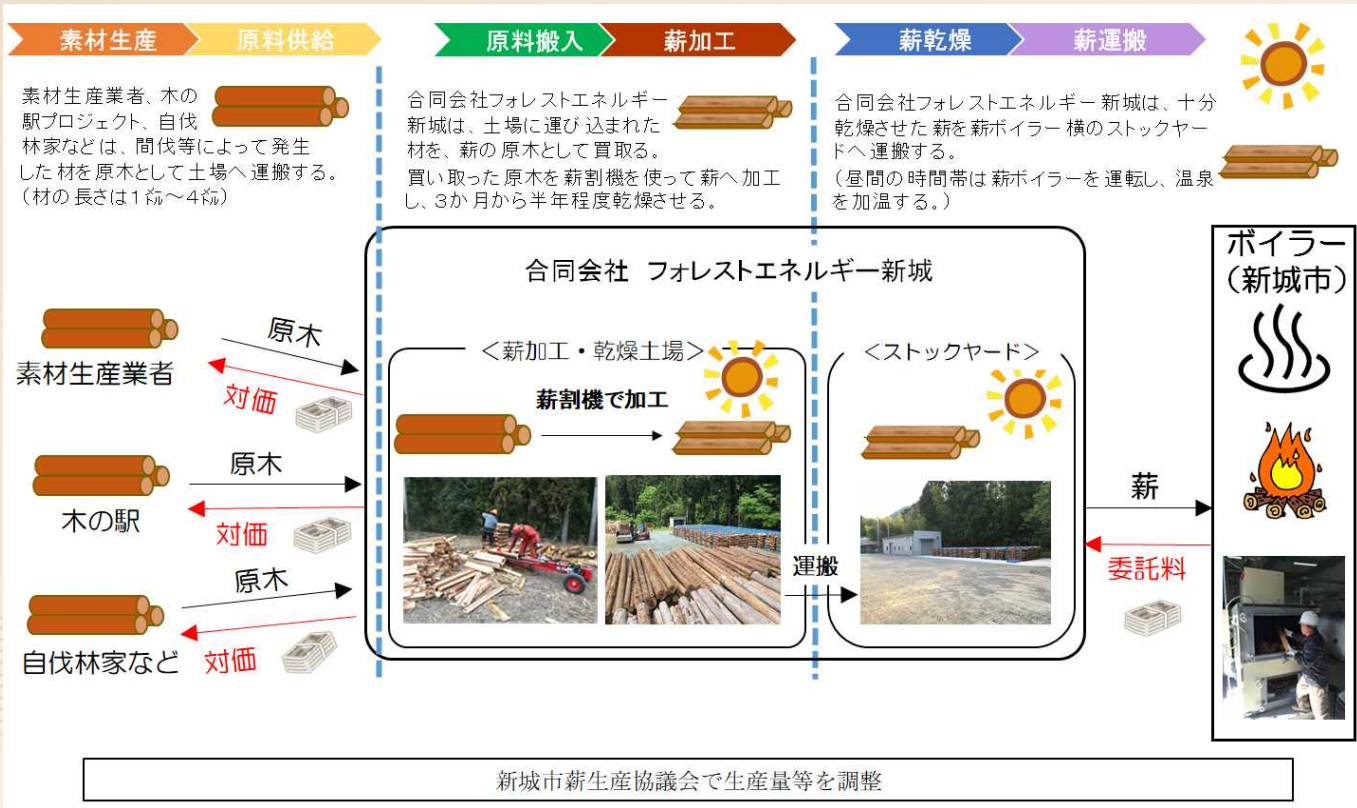 素材生産
原料供給
原料搬入
薪加工
薪乾燥
薪運搬
素材生産業者、木の
駅プロジェクト、自伐
林家などは、間伐等によって発生
した材を原木として土場へ運搬する。
（材の長さは1㍍～4㍍）
合同会社フォレストエネルギー
新城は、土場に運び込まれた
材を、薪の原木として買取る。
買い取った原木を薪割機を使って薪へ加工
し、3か月から半年程度乾燥させる。
合同会社フォレストエネルギー新城は、十分
乾燥させた薪を薪ボイラー横のストックヤー
ドへ運搬する。
（昼間の時間帯は薪ボイラーを運転し、温泉
を加温する。）
合同会社 フォレストエネルギー新城
素材生産業者
原木
対価
木の駅
原木
対価
自伐林家など
原木
対価
＜薪加工・乾燥土場＞
薪割機で加工
運搬
＜ストックヤード＞
薪
委託料
ボイラー
（新城市）
新城市薪生産協議会で生産量等を調整